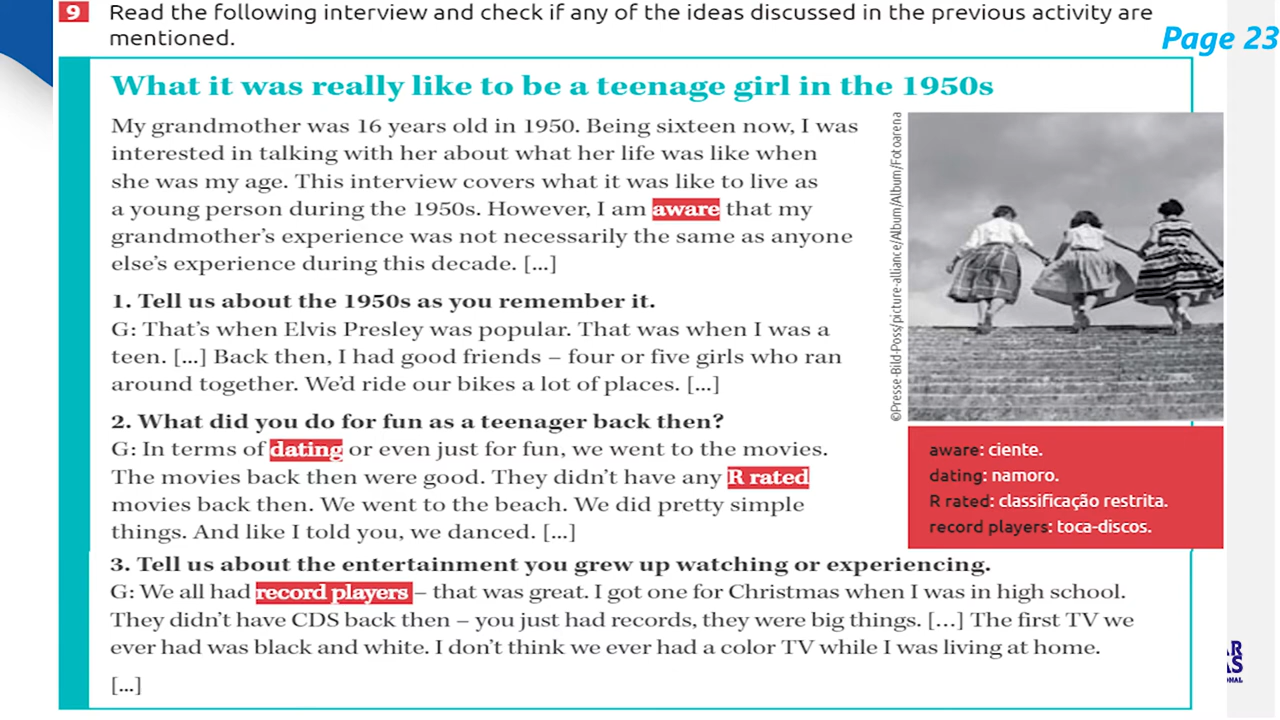 9 Read the following interview and check if any of the ideas discussed in the previous activity are
mentioned.
Page 23
What it was really like to be a teenage girl in the 1950s
My grandmother was 16 years old in 1950. Being sixteen now, I was
interested in talking with her about what her life was like when
she was my age. This interview covers what it was like to live as
a young person during the 1950s. However, I am aware that my
grandmother’s experience was not necessarily the same as anyone
else’s experience during this decade. [...]
1. Tell us about the 1950s as you remember it.
G: That’s when Elvis Presley was popular. That was when I was a
teen. [...] Back then, I had good friends – four or five girls who ran
around together. We’d ride our bikes a lot of places. [...]
2. What did you do for fun as a teenager back then?
G: In terms of dating or even just for fun, we went to the movies.
The movies back then were good. They didn’t have any R rated
movies back then. We went to the beach. We did pretty simple
things. And like I told you, we danced. [...]
3. Tell us about the entertainment you grew up watching or experiencing.
G: We all had record players – that was great. I got one for Christmas when I was in high school.
They didn’t have CDS back then – you just had records, they were big things. [...] The first TV we
ever had was black and white. I don’t think we ever had a color TV while I was living at home.
[...]
©Presse-Bild-Poss/picture-alliance/Album/Album/Fotoarena
aware: ciente.
dating: namoro.
R rated: classificação restrita.
record players: toca-discos.